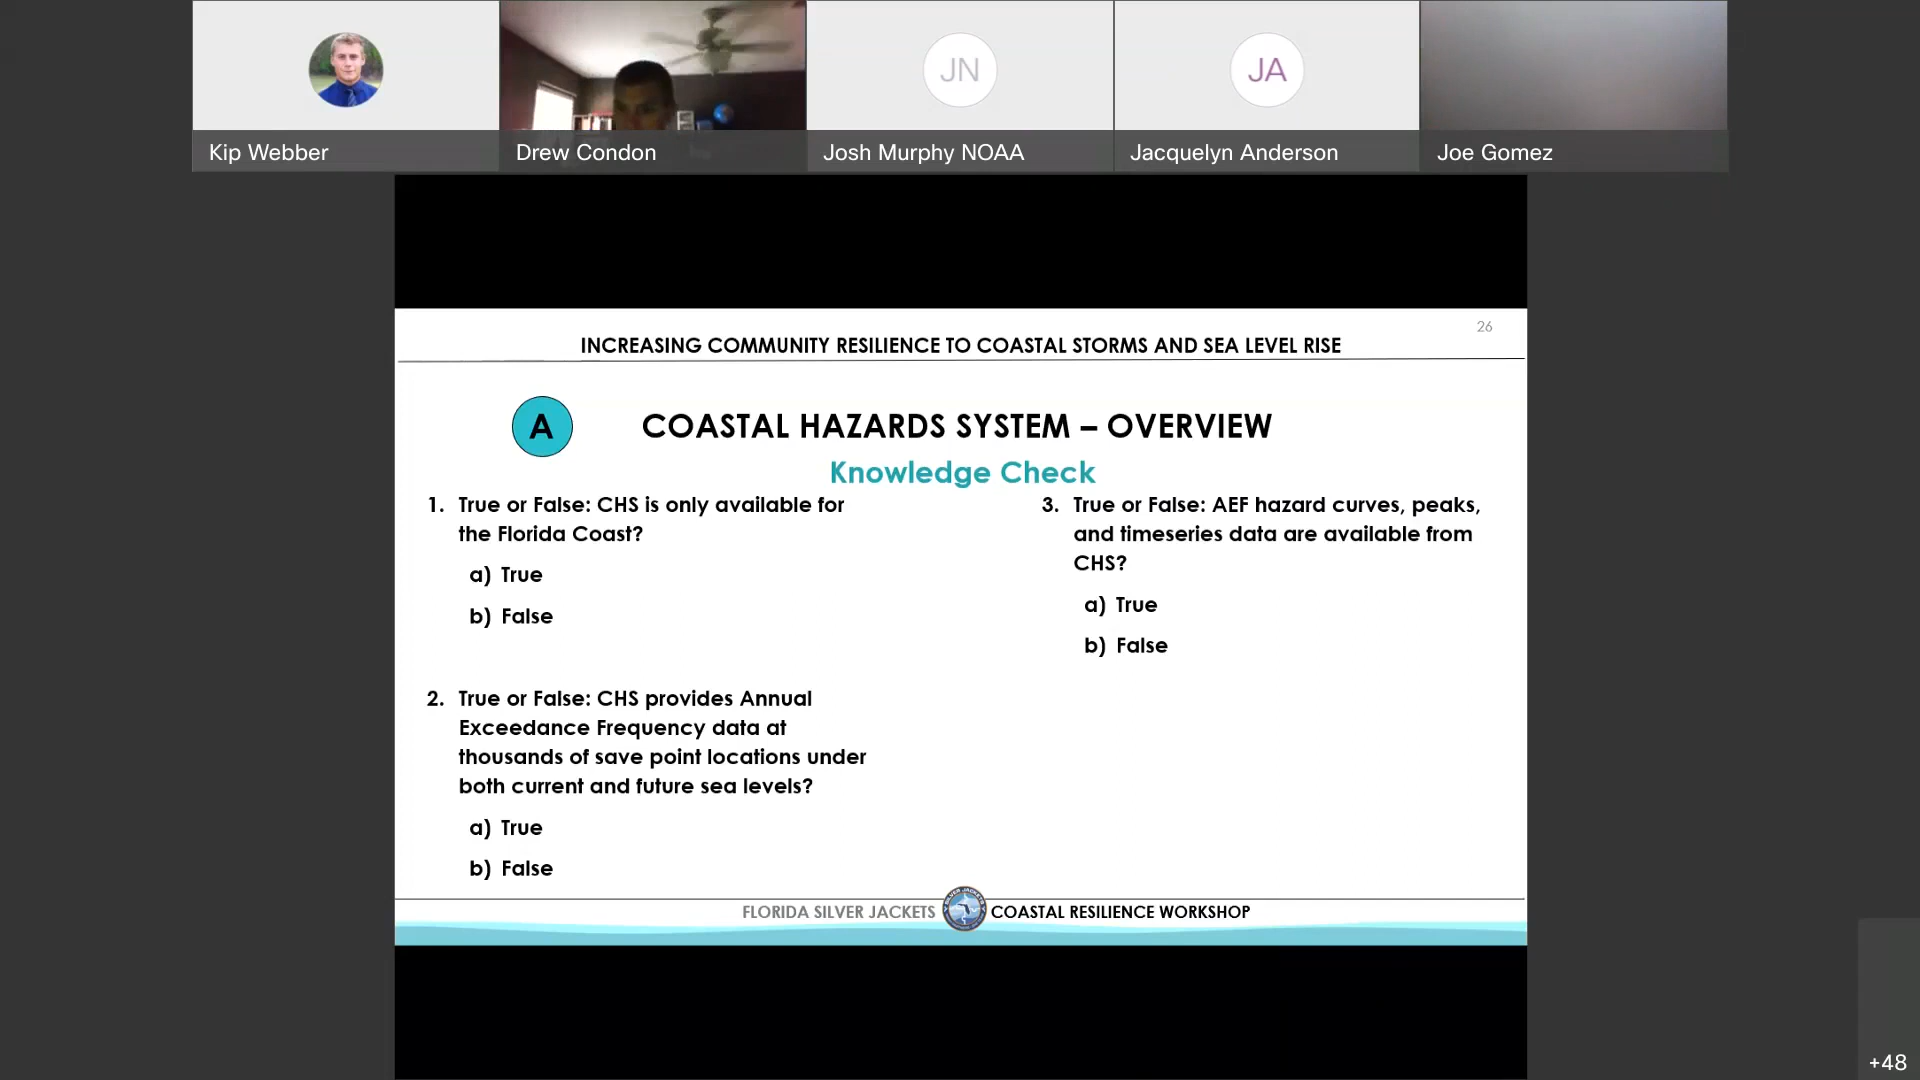 JN
JA
Kip Webber
Drew Condon
Josh Murphy NOAA
Jacquelyn Anderson
Joe Gomez
26
INCREASING COMMUNITY RESILIENCE TO COASTAL STORMS AND SEA LEVEL RISE
A
COASTAL HAZARDS SYSTEM – OVERVIEW
Knowledge Check
1. True or False: CHS is only available for
the Florida Coast?
a) True
b) False
2. True or False: CHS provides Annual
Exceedance Frequency data at
thousands of save point locations under
both current and future sea levels?
a) True
b) False
3. True or False: AEF hazard curves, peaks,
and timeseries data are available from
CHS?
a) True
b) False
FLORIDA SILVER JACKETS
COASTAL RESILIENCE WORKSHOP
+48